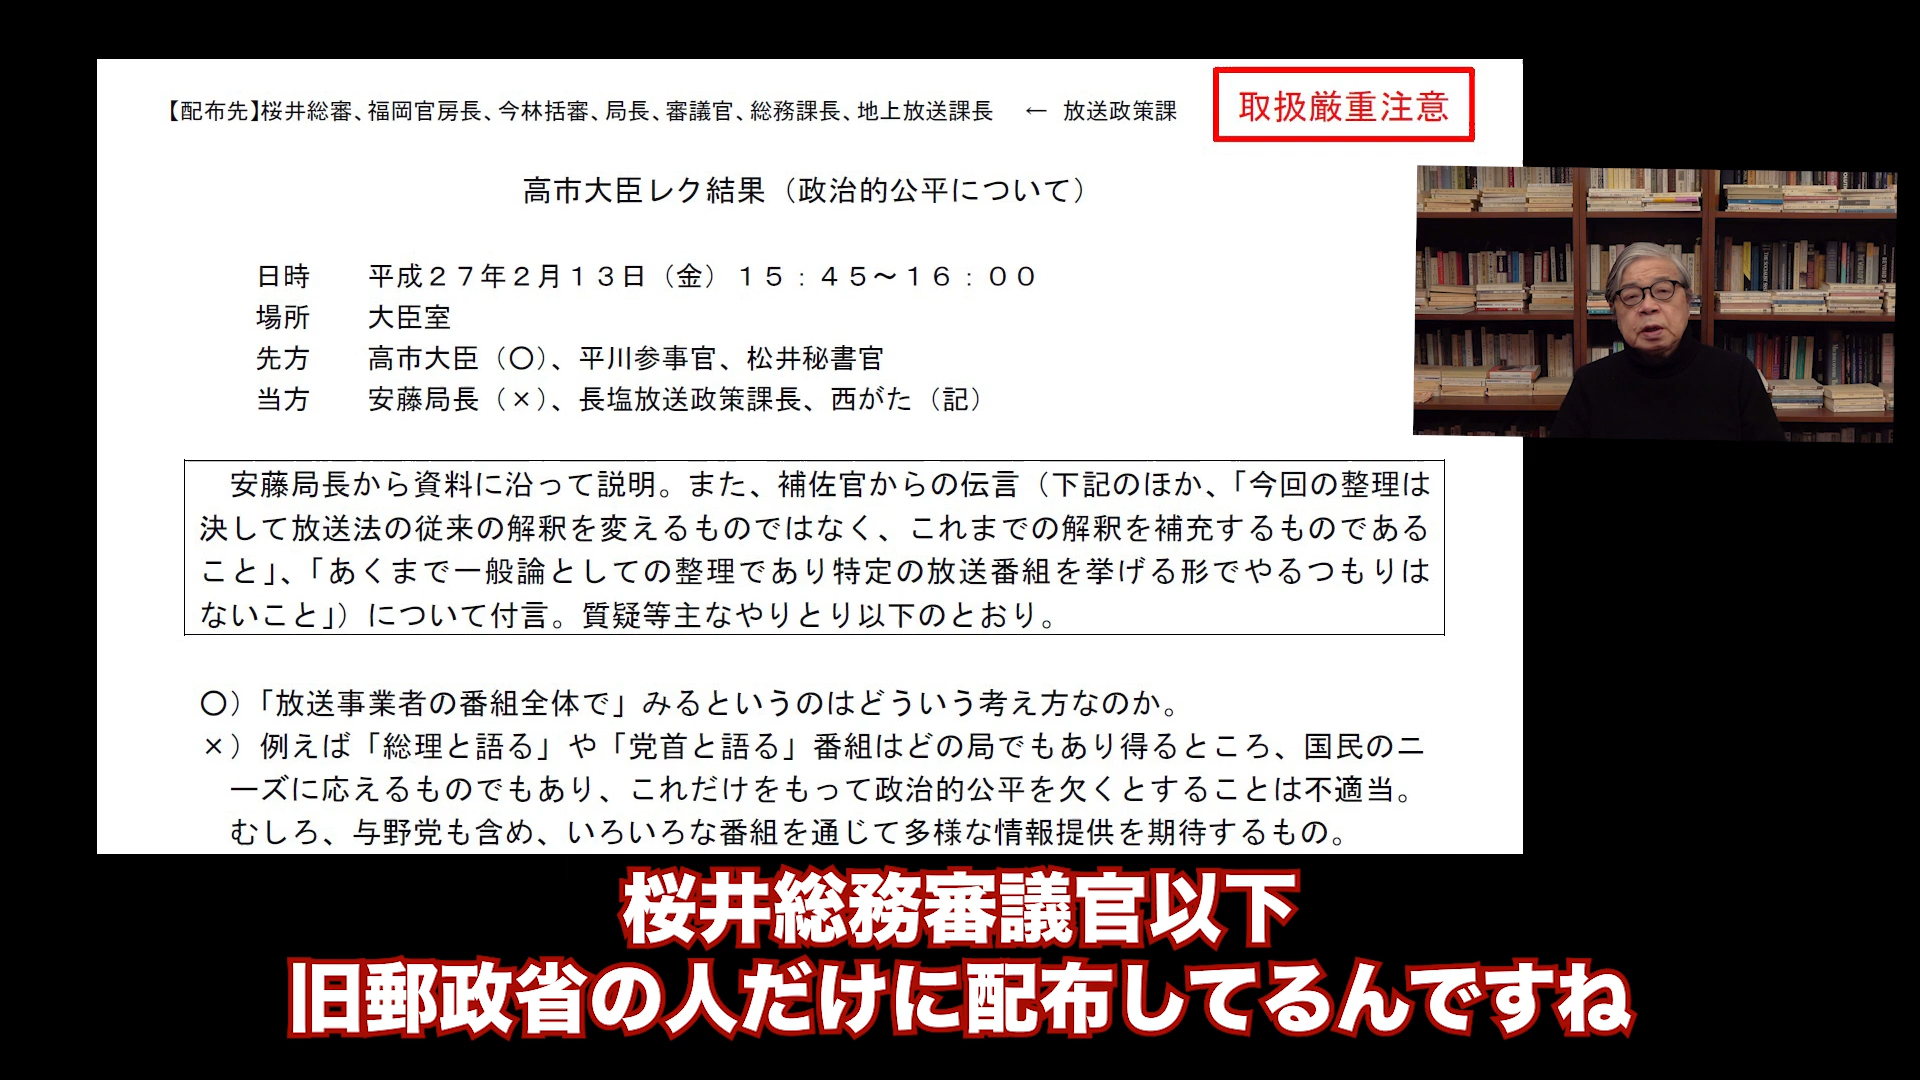 【配布先】桜井総審、福岡官房長、今林括審、局長、審議官、総務課長、地上放送課長　←　放送政策課
取扱厳重注意
高市大臣レク結果（政治的公平について）
日時　平成２７年２月１３日（金）１５：４５～１６：００
場所　大臣室
先方　高市大臣（〇）、平川参事官、松井秘書官
当方　安藤局長（×）、長塩放送政策課長、西がた（記）
安藤局長から資料に沿って説明。また、補佐官からの伝言（下記のほか、「今回の整理は
決して放送法の従来の解釈を変えるものではなく、これまでの解釈を補充するものである
こと」、「あくまで一般論としての整理であり特定の放送番組を挙げる形でやるつもりは
ないこと」）について付言。質疑等主なやりとり以下のとおり。
〇）「放送事業者の番組全体で」みるというのはどういう考え方なのか。
×）例えば「総理と語る」や「党首と語る」番組はどの局でもあり得るところ、国民のニ
ーズに応えるものでもあり、これだけをもって政治的公平を欠くとすることは不適当。
むしろ、与野党も含め、いろいろな番組を通じて多様な情報提供を期待するもの。
桜井総務審議官以下
旧郵政省の人だけに配布してるんですね